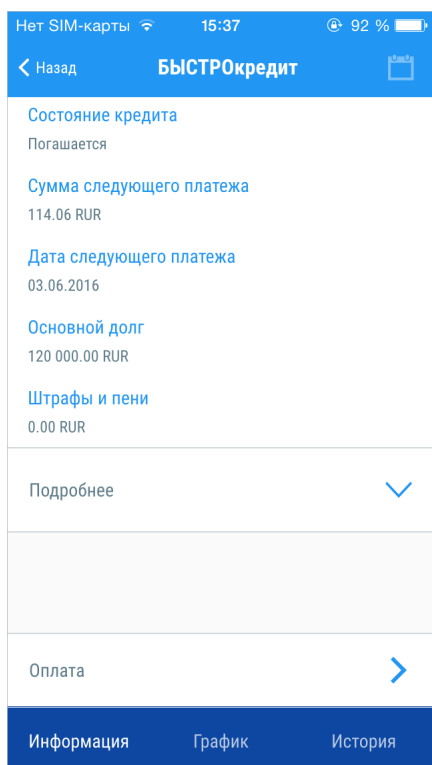 Нет SIM-карты 15:37 92 %
Назад БЫСТРОкредит
Состояние кредита
Погашается
Сумма следующего платежа
114.06 RUR
Дата следующего платежа
03.06.2016
Основной долг
120 000.00 RUR
Штрафы и пени
0.00 RUR
Подробнее
Оплата
Информация График История